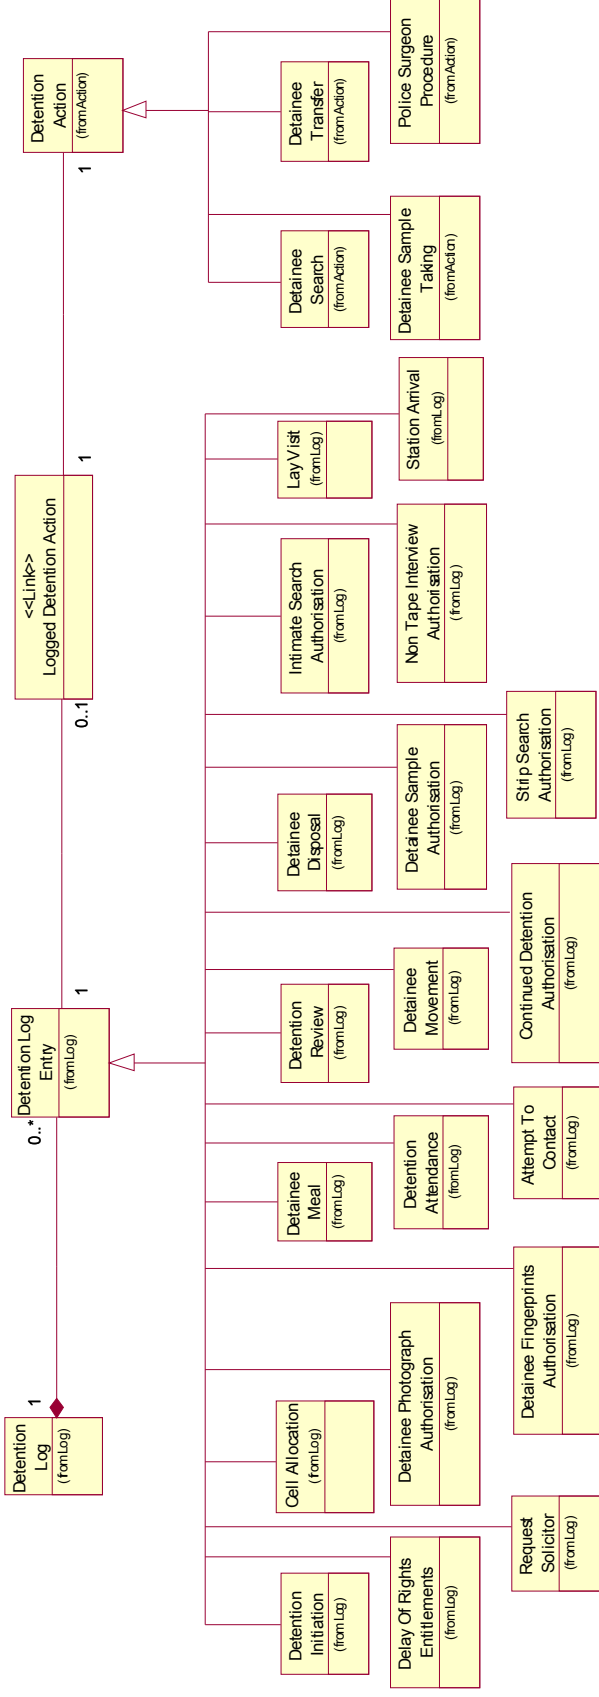 Detention
Log
(fromLog)
1
0..*
Detention Log
Entry
(fromLog)
1
0..1
<<Link>>
Logged Detention Action
1
1
Detention
Action
(fromAction)
Detention
Initiation
(fromLog)
Cell Allocation
(fromLog)
Detainee
Meal
(fromLog)
Detention
Review
(fromLog)
Detainee
Disposal
(fromLog)
Intimate Search
Authorisation
(fromLog)
Lay Visit
(fromLog)
Detainee
Search
(fromAction)
Detainee
Transfer
(fromAction)
Delay Of Rights
Entitlements
(fromLog)
Detainee Photograph
Authorisation
(fromLog)
Detention
Attendance
(fromLog)
Detainee
Movement
(fromLog)
Detainee Sample
Authorisation
(fromLog)
Non Tape Interview
Authorisation
(fromLog)
Station Arrival
(fromLog)
Detainee Sample
Taking
(fromAction)
Police Surgeon
Procedure
(fromAction)
Request
Solicitor
(fromLog)
Detainee Fingerprints
Authorisation
(fromLog)
Attempt To
Contact
(fromLog)
Continued Detention
Authorisation
(fromLog)
Strip Search
Authorisation
(fromLog)